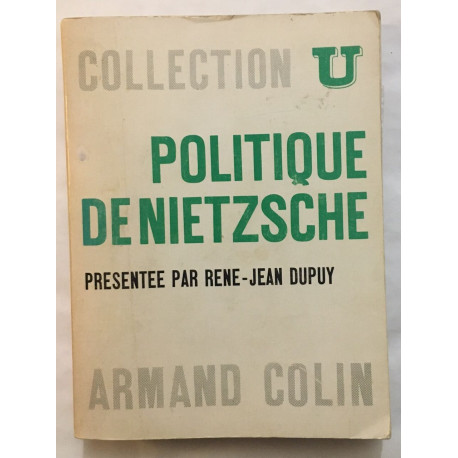 COLLECTION U
POLITIQUE
DE NIETZSCHE
PRESENTEE PAR RENE-JEAN DUPUY
ARMAND COLIN